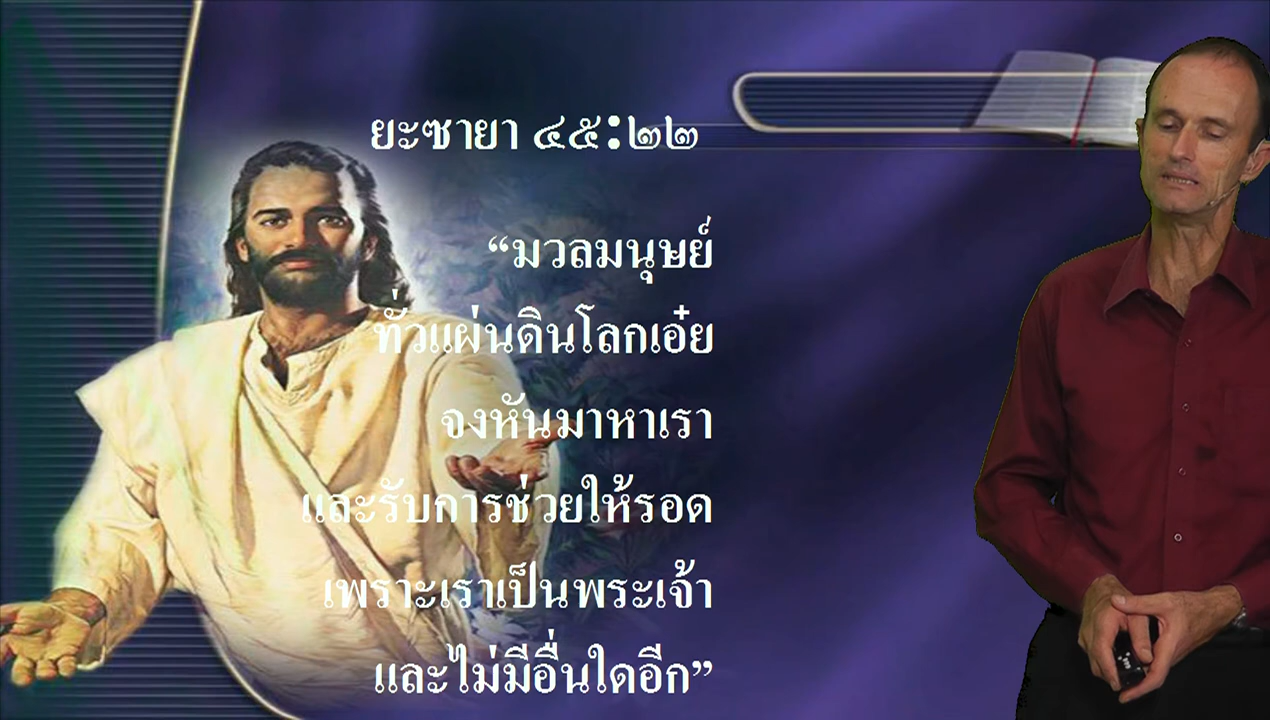 ยะซายา ๔๕:๒๒
“มวลมนุษย์
ทั่วแผ่นดินโลกเอ๋ย
จงหันมาหาเรา
และรับการช่วยให้รอด
เพราะเราเป็นพระเจ้า
และไม่มีอื่นใดอีก”